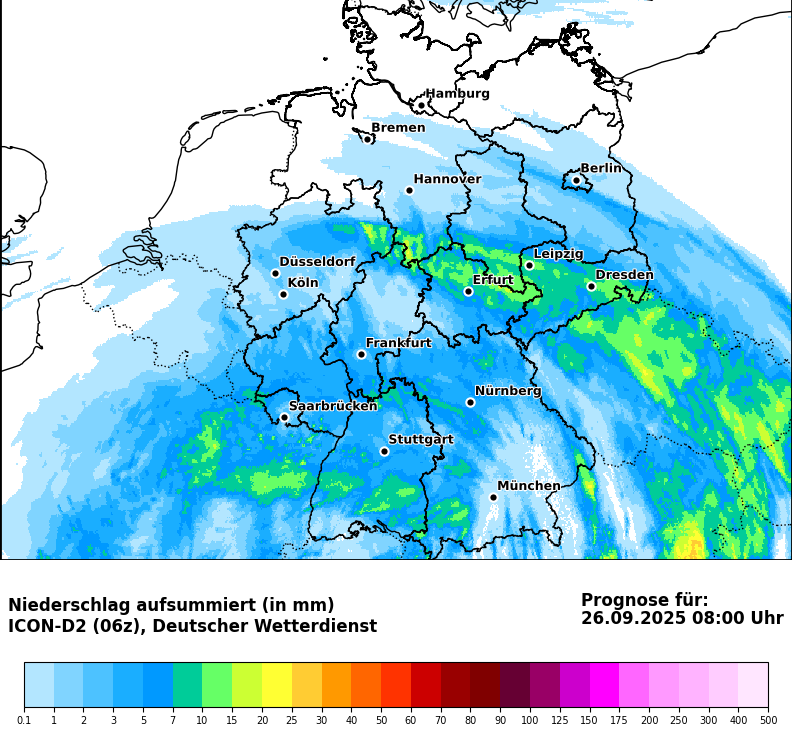 Hamburg
Bremen
Berlin
Hannover
Leipzig
Düsseldorf
Dresden
Köln
Erfurt
Frankfurt
Nürnberg
Saarbrücken
Stuttgart
München
Niederschlag aufsummiert (in mm)
ICON-D2 (06z), Deutscher Wetterdienst
Prognose für:
26.09.2025 08:00 Uhr
0.1 1 2 3 5 7 10 15 20 25 30 40 50 60 70 80 90 100 125 150 175 200 250 300 400 500